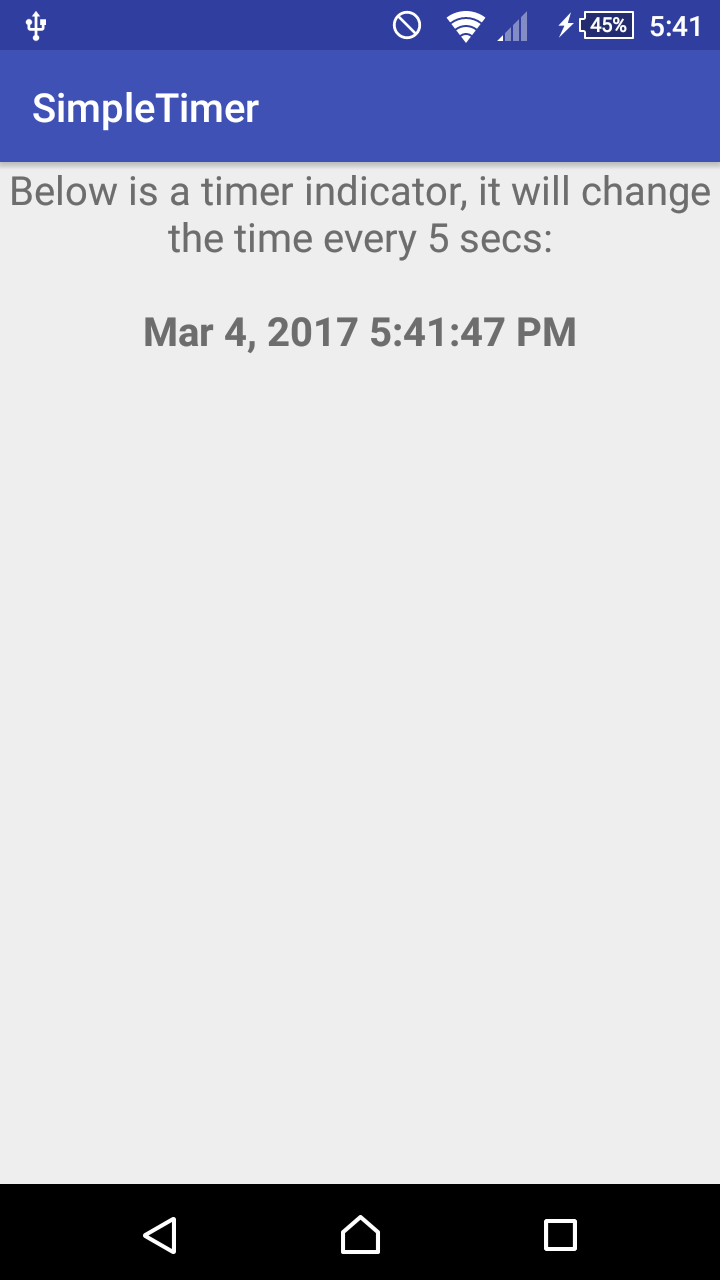 45% 5:41
SimpleTimer
Below is a timer indicator, it will change
the time every 5 secs:
Mar 4, 2017 5:41:47 PM